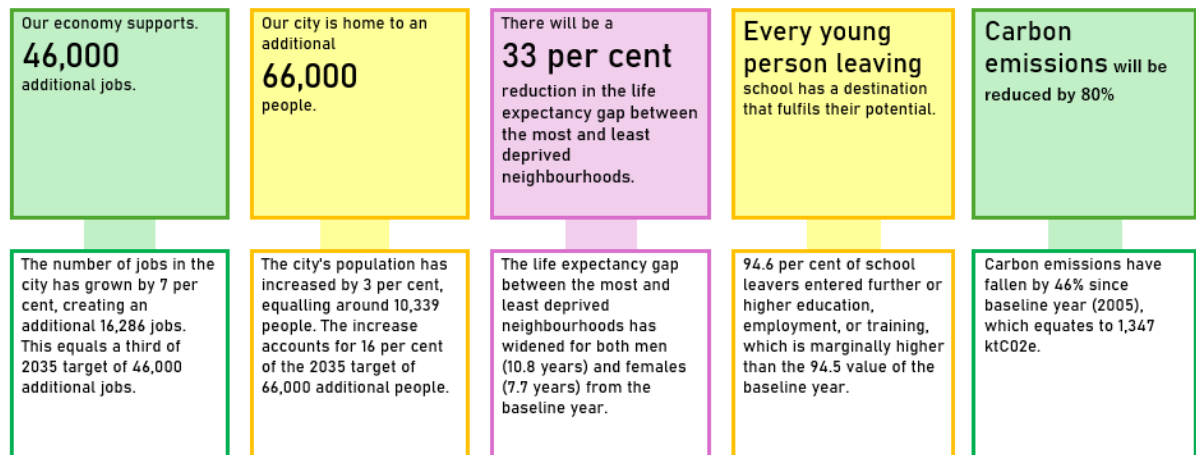 Our economy supports.
46,000
additional jobs.
Our city is home to an
additional
66,000
people.
There will be a
33 per cent
reduction in the life
expectancy gap between
the most and least
deprived
neighbourhoods.
Every young
person leaving
school has a destination
that fulfils their potential.
Carbon
emissions will be
reduced by 80%
The number of jobs in the
city has grown by 7 per
cent, creating an
additional 16,286 jobs.
This equals a third of
2035 target of 46,000
additional jobs.
The city's population has
increased by 3 per cent,
equalling around 10,339
people. The increase
accounts for 16 per cent
of the 2035 target of
66,000 additional people.
The life expectancy gap
between the most and
least deprived
neighbourhoods has
widened for both men
(10.8 years) and females
(7.7 years) from the
baseline year.
94.6 per cent of school
leavers entered further or
higher education,
employment, or training,
which is marginally higher
than the 94.5 value of the
baseline year.
Carbon emissions have
fallen by 46% since
baseline year (2005),
which equates to 1,347
ktC02e.